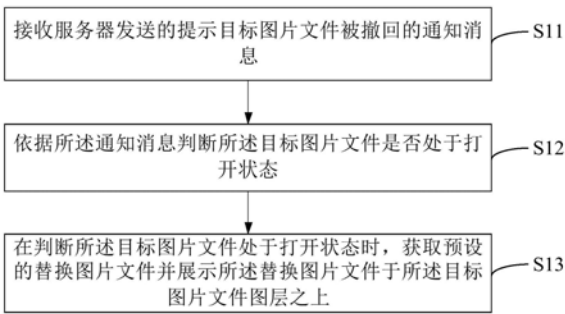 接收服务器发送的提示目标图片文件被撤回的通知消
息
S11
依据所述通知消息判断所述目标图片文件是否处于打
开状态
S12
在判断所述目标图片文件处于打开状态时，获取预设
的替换图片文件并展示所述替换图片文件于所述目标
图片文件图层之上
S13